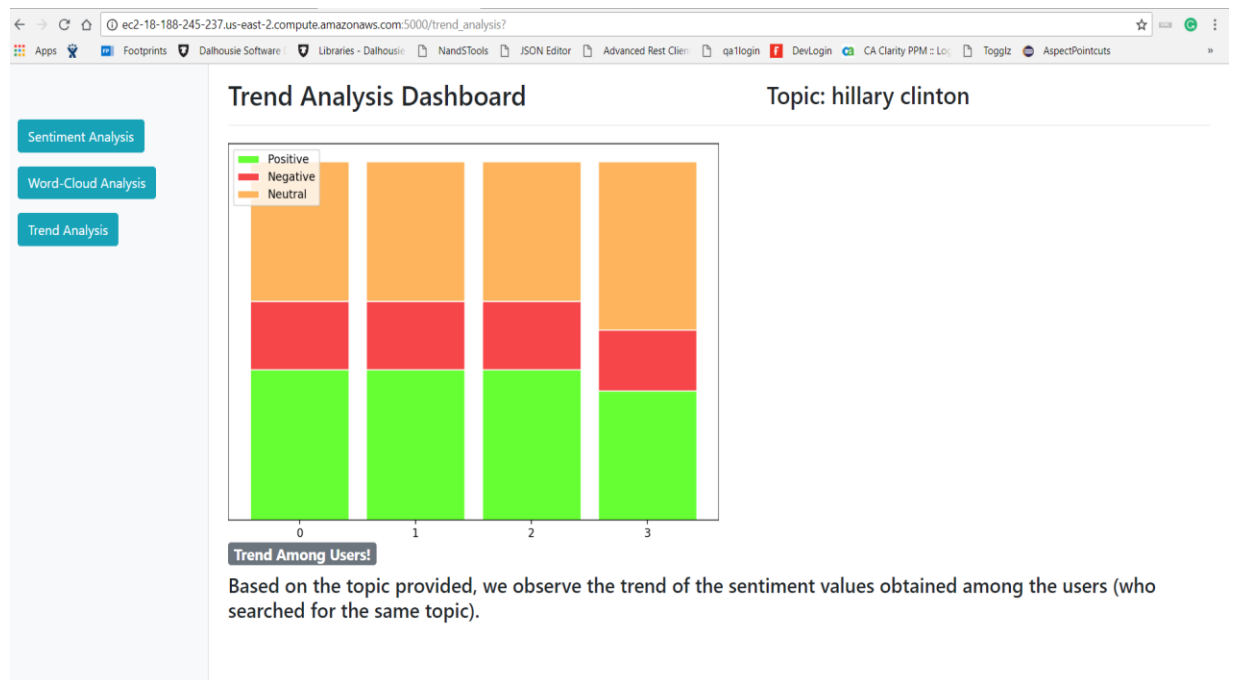 ec2-18-188-245-237.us-east-2.compute.amazonaws.com:5000/trend_analysis?
Apps Footprints Dalhousie Software Libraries - Dalhousie NandSTools JSON Editor Advanced Rest Clien qa1login DevLogin CA Clarity PPM :: Log Togglz AspectPointcuts »
Trend Analysis Dashboard Topic: hillary clinton
Sentiment Analysis
Word-Cloud Analysis
Trend Analysis
Positive
Negative
Neutral
0 1 2 3
Trend Among Users!
Based on the topic provided, we observe the trend of the sentiment values obtained among the users (who
searched for the same topic).